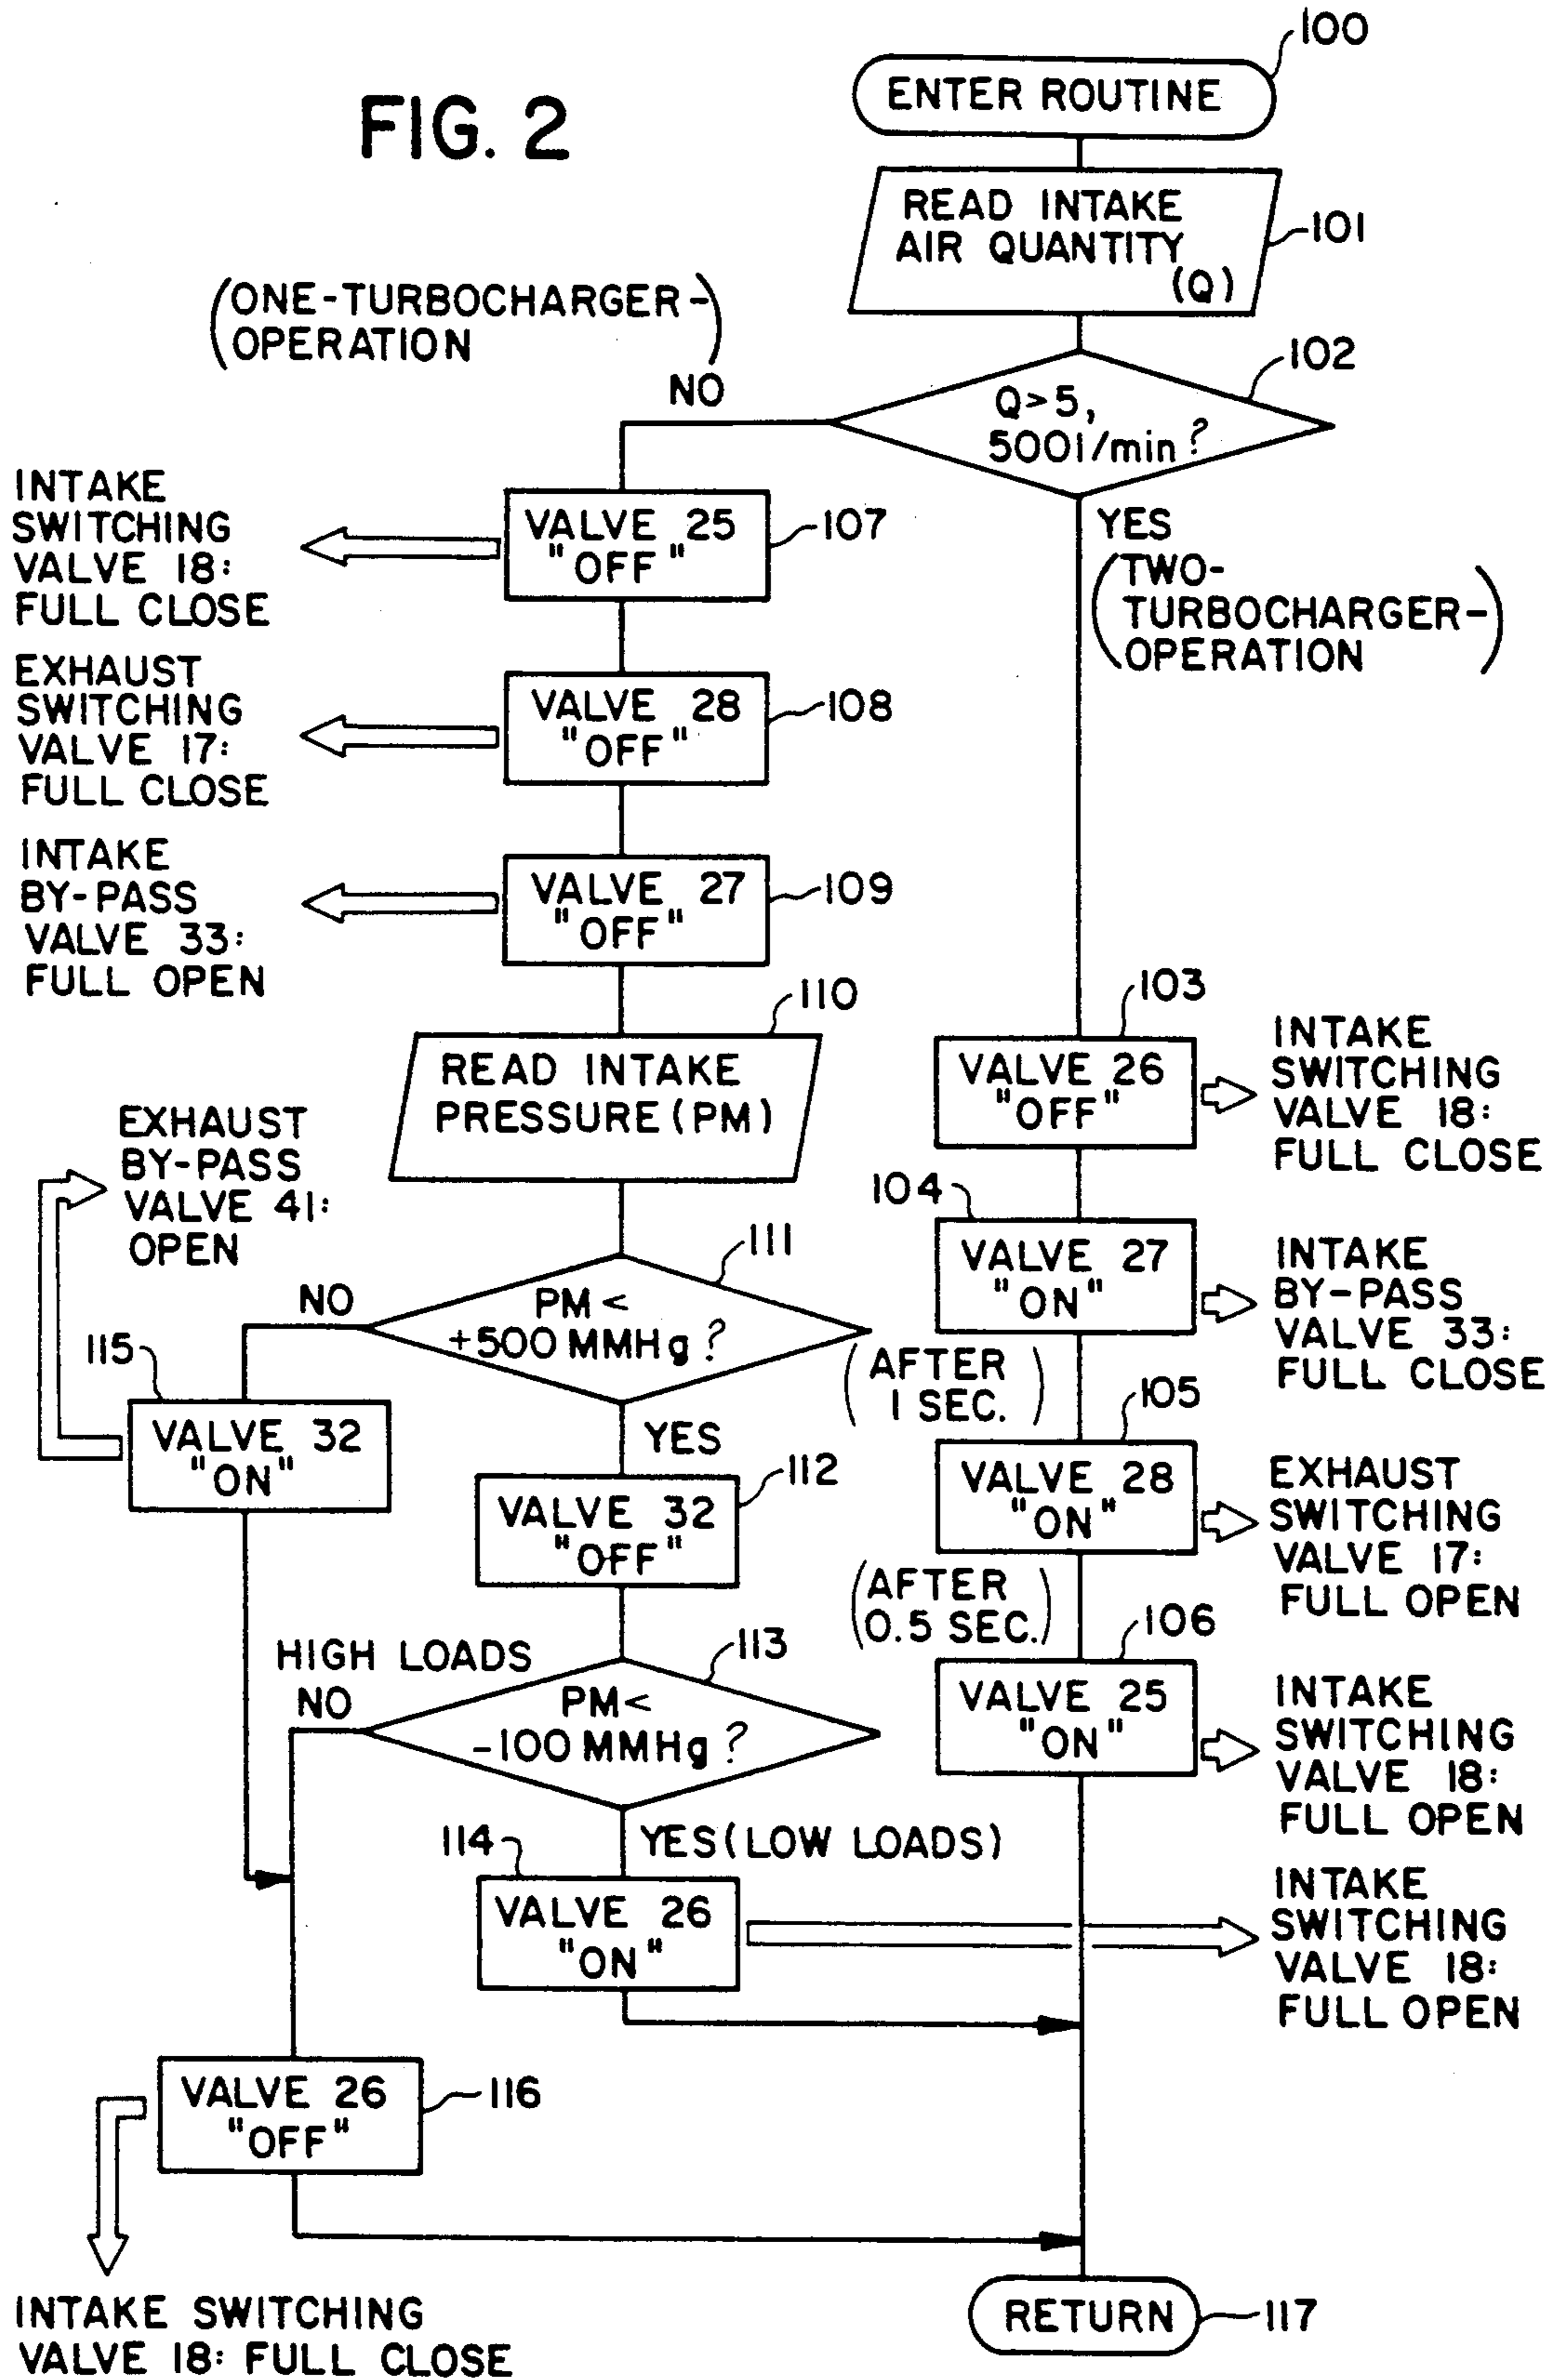 FIG. 2
100
ENTER ROUTINE
READ INTAKE
AIR QUANTITY
(Q)
101
(ONE-TURBOCHARGER-
OPERATION)
102
NO
Q>5,
500l/min?
YES
(TWO-
TURBOCHARGER-
OPERATION)
INTAKE
SWITCHING
VALVE 18:
FULL CLOSE
VALVE 25
"OFF"
107
EXHAUST
SWITCHING
VALVE 17:
FULL CLOSE
VALVE 28
"OFF"
108
INTAKE
BY-PASS
VALVE 33:
FULL OPEN
VALVE 27
"OFF"
109
110
READ INTAKE
PRESSURE (PM)
103
VALVE 26
"OFF"
INTAKE
SWITCHING
VALVE 18:
FULL CLOSE
EXHAUST
BY-PASS
VALVE 41:
OPEN
104
VALVE 27
"ON"
INTAKE
BY-PASS
VALVE 33:
FULL CLOSE
111
NO
PM<
+500 MMHg?
YES
(AFTER
1 SEC.)
115
VALVE 32
"ON"
105
VALVE 28
"ON"
EXHAUST
SWITCHING
VALVE 17:
FULL OPEN
112
VALVE 32
"OFF"
(AFTER
0.5 SEC.)
106
VALVE 25
"ON"
INTAKE
SWITCHING
VALVE 18:
FULL OPEN
HIGH LOADS
NO
113
PM<
-100 MMHg?
YES (LOW LOADS)
114
VALVE 26
"ON"
INTAKE
SWITCHING
VALVE 18:
FULL OPEN
VALVE 26
"OFF"
116
INTAKE SWITCHING
VALVE 18: FULL CLOSE
RETURN
117